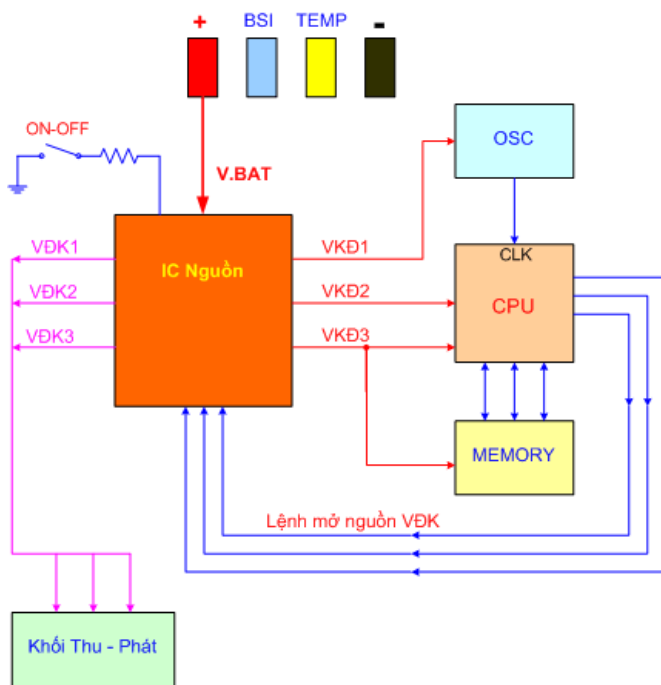 + BSI TEMP -
ON-OFF
V.BAT
OSC
VĐK1
IC Nguồn
VKĐ1
CLK
VĐK2
VKĐ2
CPU
VĐK3
VKĐ3
MEMORY
Lệnh mở nguồn VĐK
Khối Thu - Phát